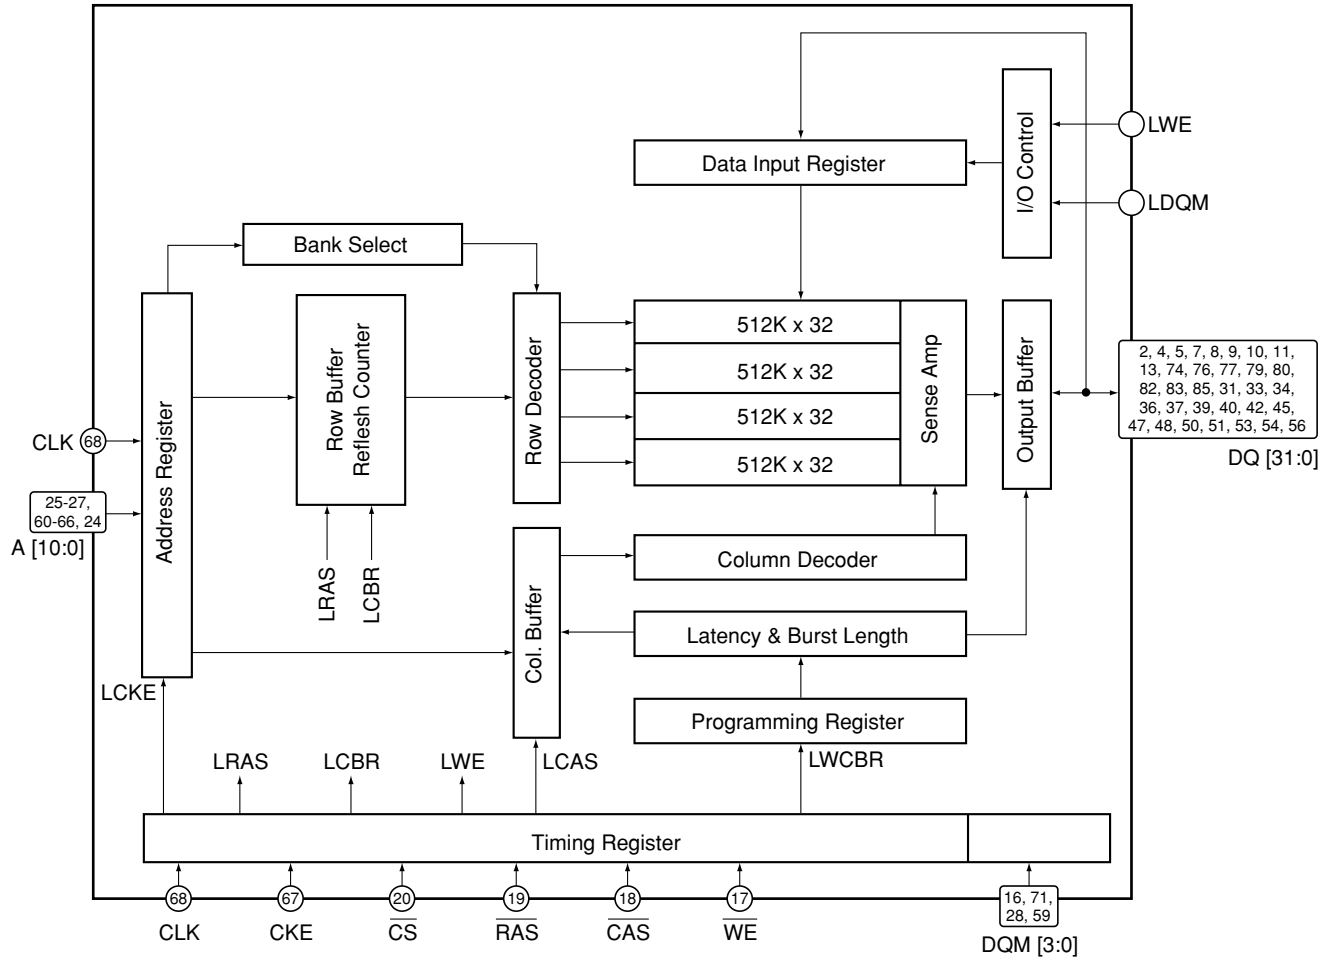 LWE
Data Input Register
I/O Control
LDQM
Bank Select
512K x 32
512K x 32
512K x 32
512K x 32
Sense Amp
Output Buffer
Row Decoder
Row Buffer
Reflesh Counter
Address Register
2, 4, 5, 7, 8, 9, 10, 11,
13, 74, 76, 77, 79, 80,
82, 83, 85, 31, 33, 34,
36, 37, 39, 40, 42, 45,
47, 48, 50, 51, 53, 54, 56
DQ [31:0]
CLK 68
25-27,
60-66, 24
A [10:0]
LRAS
LCBR
Col. Buffer
Column Decoder
Latency & Burst Length
LCKE
Programming Register
LRAS
LCBR
LWE
LCAS
LWCBR
Timing Register
68
67
20
19
18
17
16, 71,
28, 59
CLK
CKE
CS
RAS
CAS
WE
DQM [3:0]